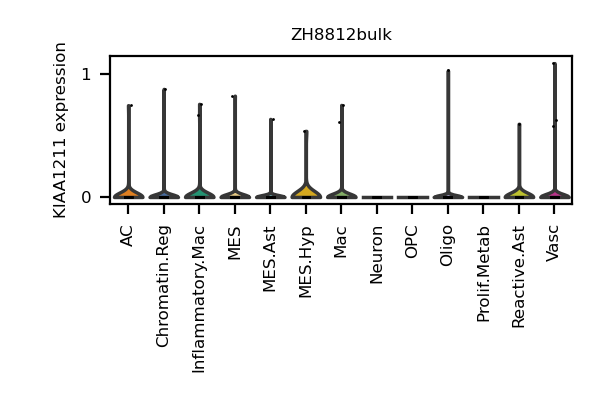 ZH8812bulk
KIAA1211 expression
1
0
AC
Chromatin.Reg
Inflammatory.Mac
MES
MES.Ast
MES.Hyp
Mac
Neuron
OPC
Oligo
Prolif.Metab
Reactive.Ast
Vasc